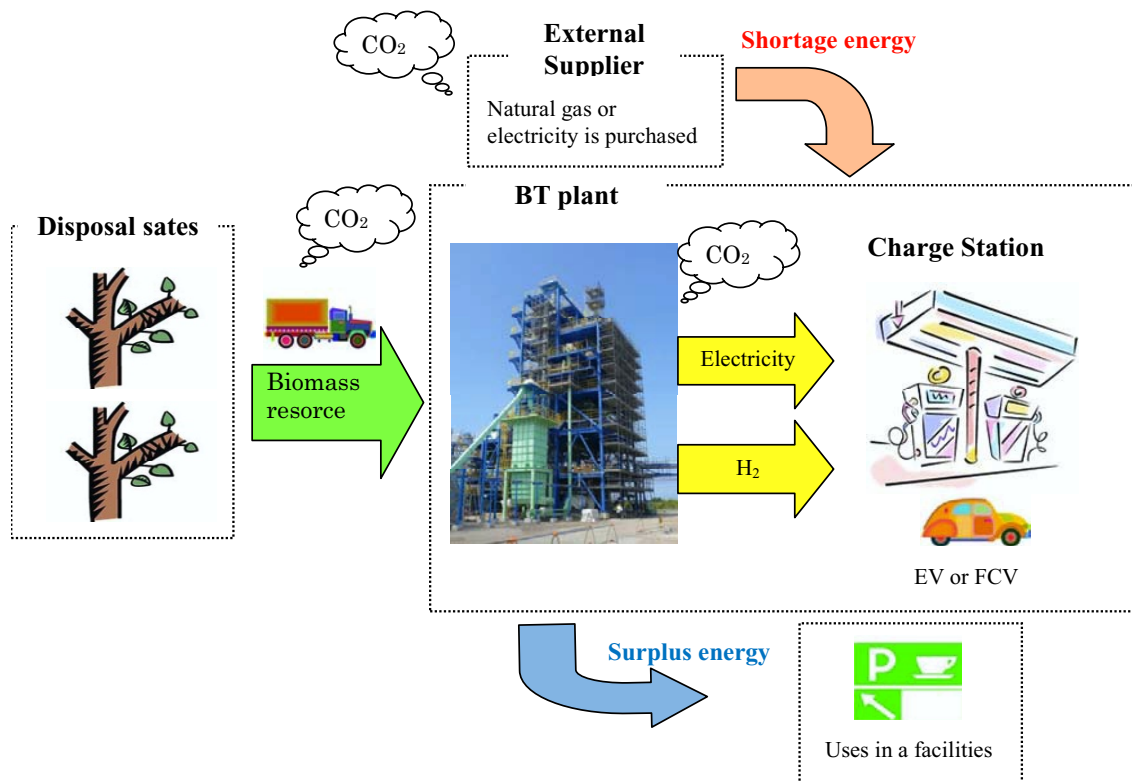 CO₂
External
Supplier
Shortage energy
Natural gas or
electricity is purchased
BT plant
CO₂
Disposal sates
CO₂
Charge Station
Electricity
Biomass
resorce
H₂
EV or FCV
Surplus energy
P
Uses in a facilities